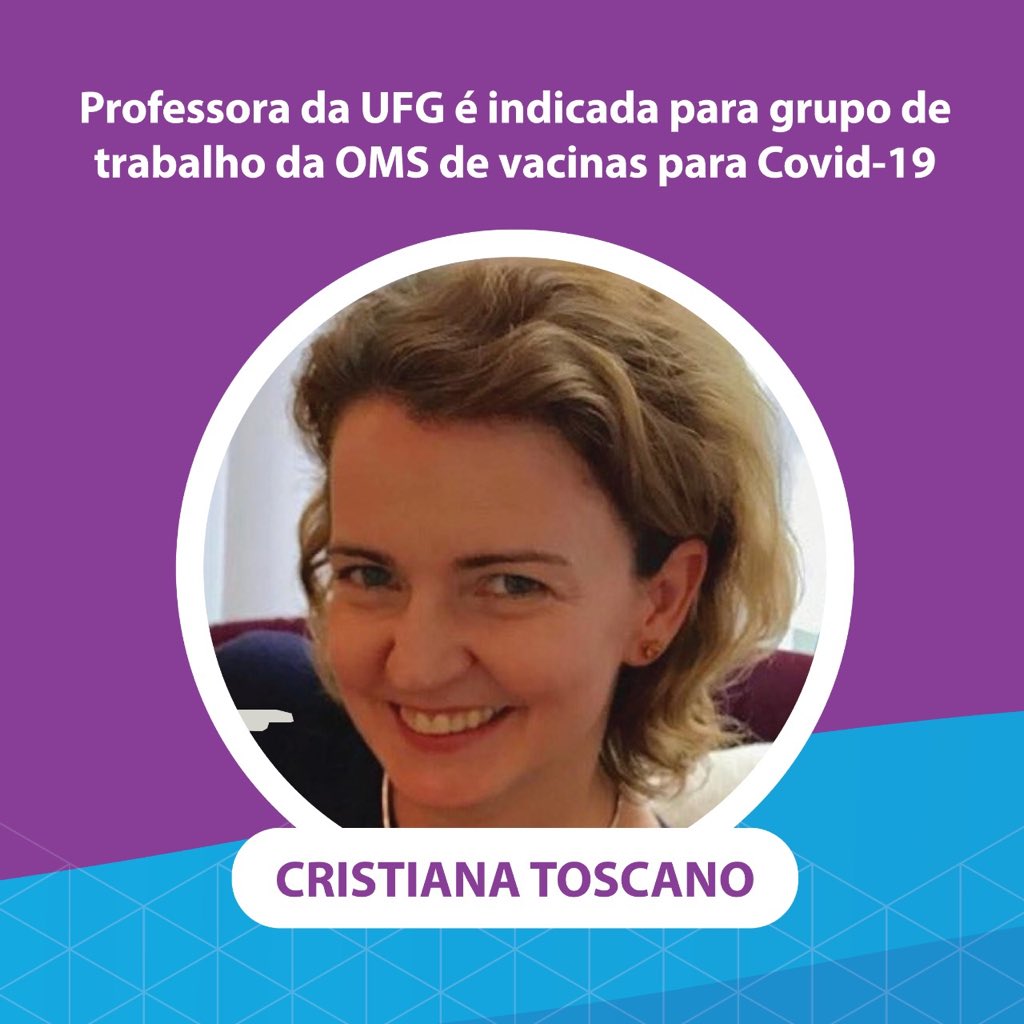 Professora da UFG é indicada para grupo de
trabalho da OMS de vacinas para Covid-19
CRISTIANA TOSCANO